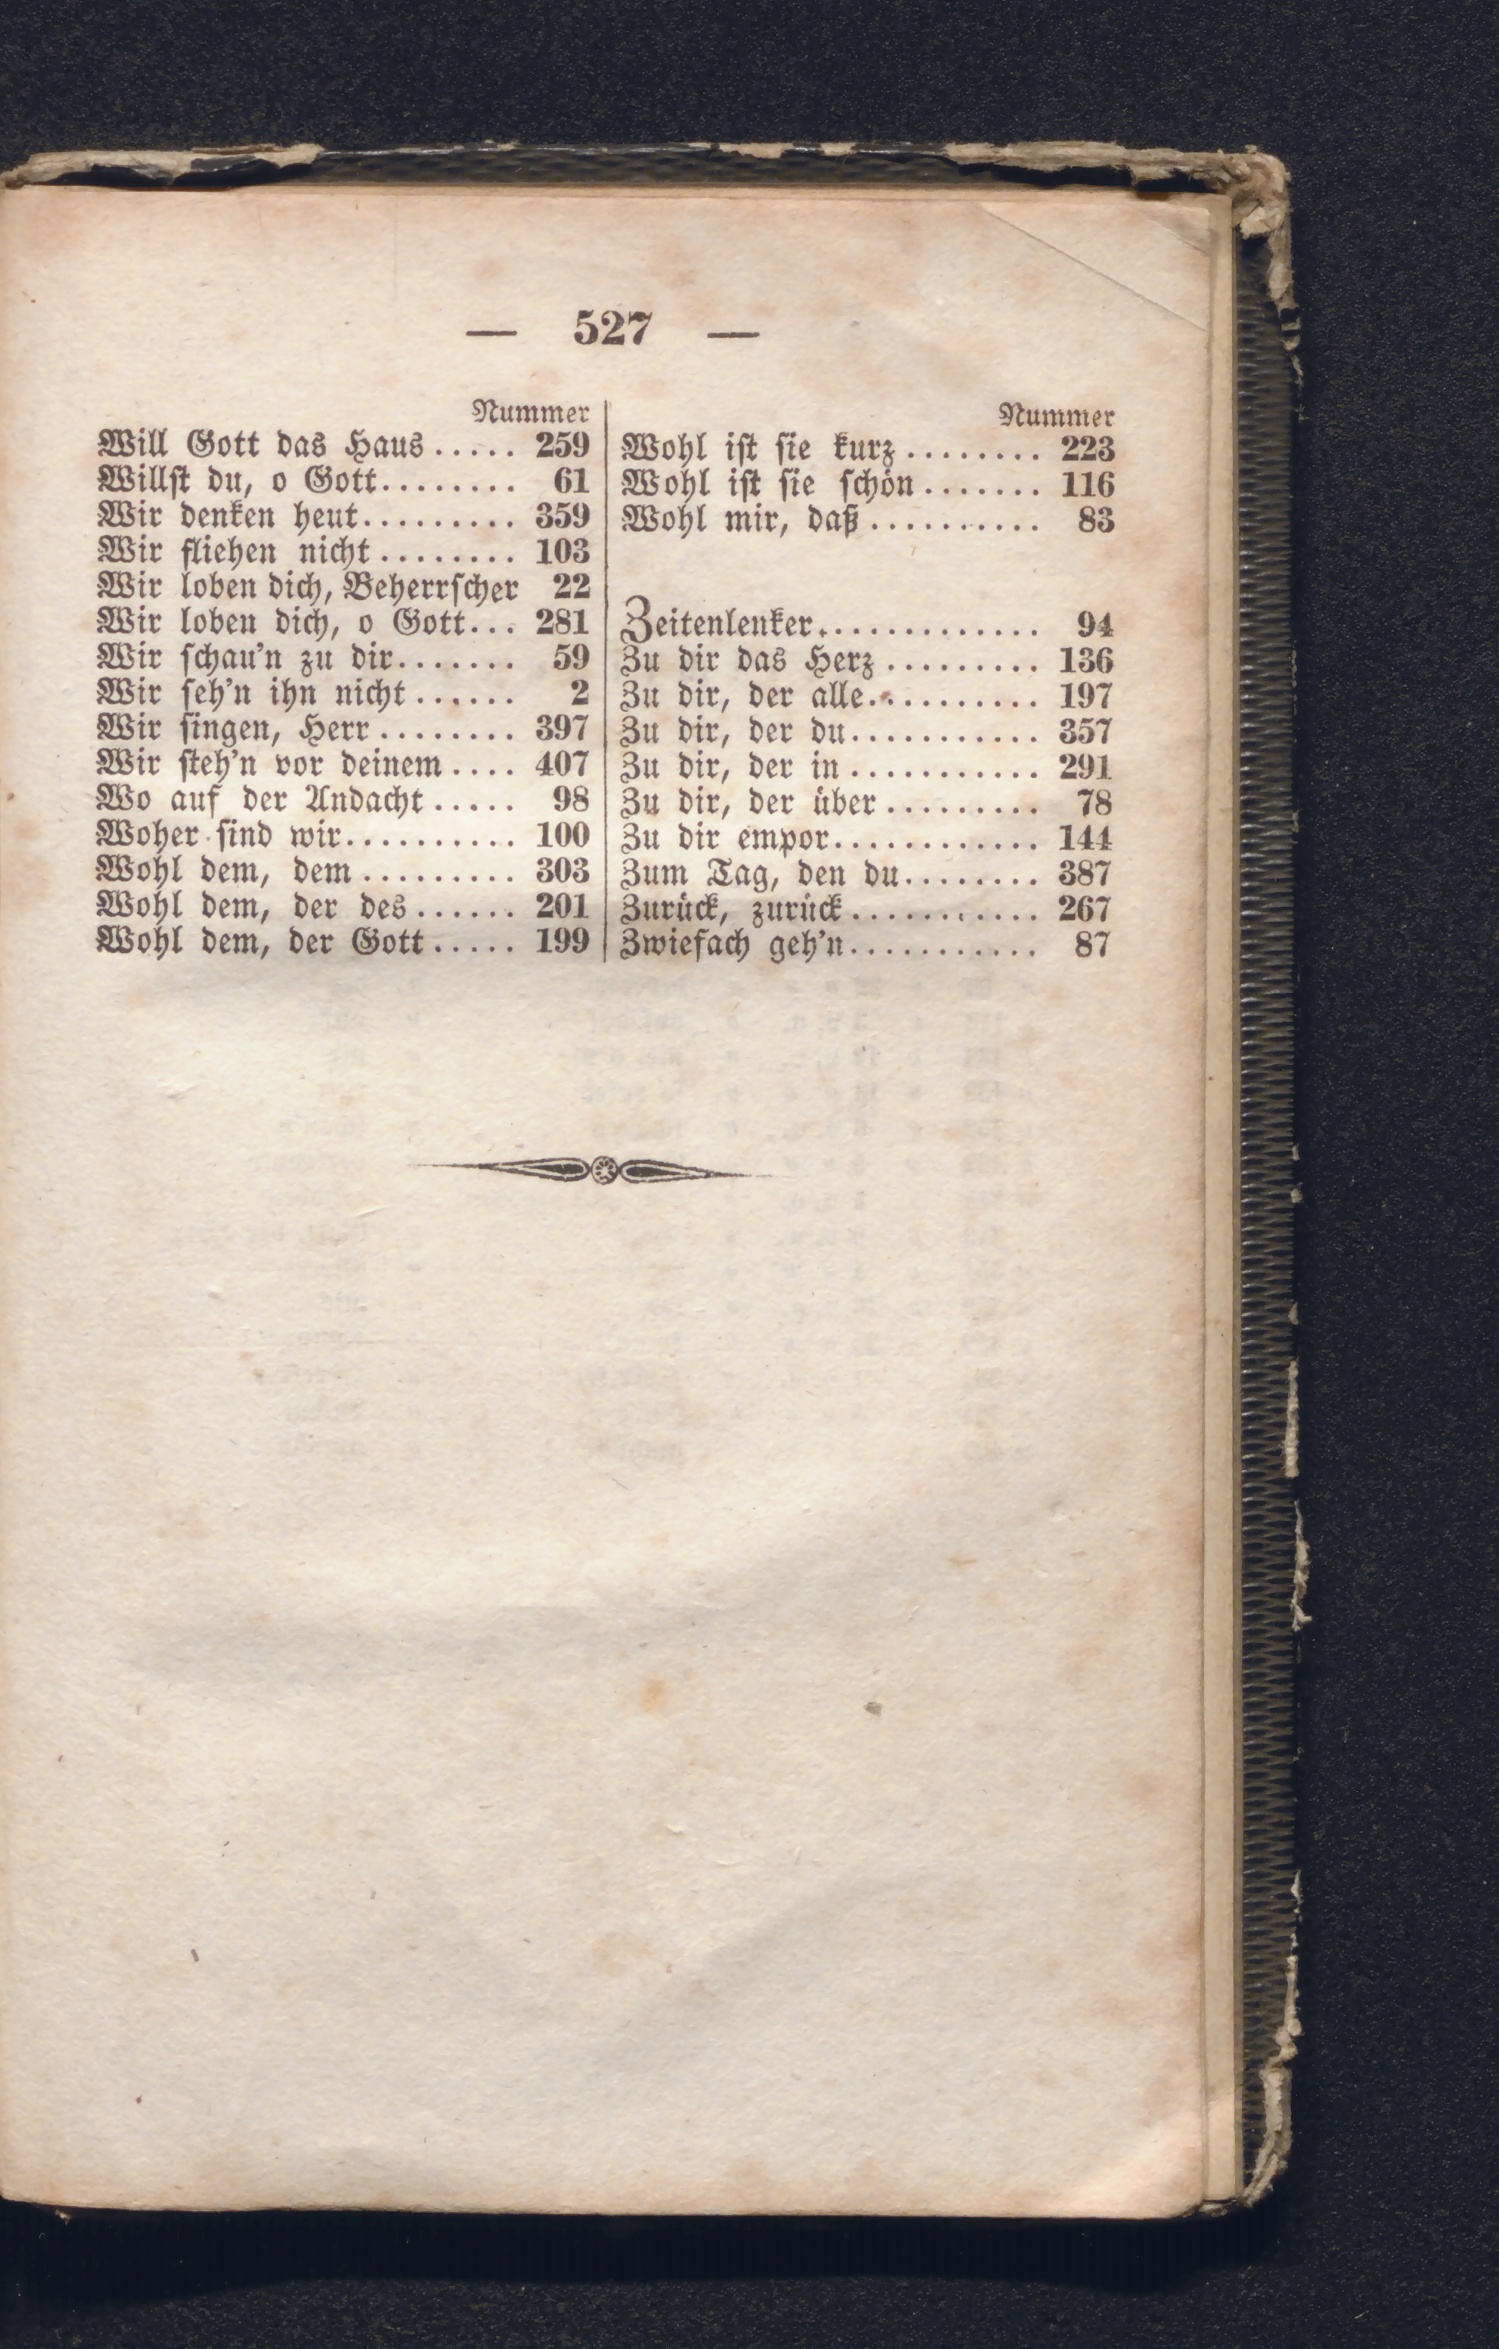 — 527 —
Nummer
Will Gott das Haus..... 259
Willst du, o Gott........ 61
Wir denken heut......... 359
Wir fliehen nicht........ 103
Wir loben dich, Beherrscher 22
Wir loben dich, o Gott... 281
Wir schau'n zu dir....... 59
Wir seh'n ihn nicht...... 2
Wir singen, Herr........ 397
Wir steh'n vor deinem.... 407
Wo auf der Andacht..... 98
Woher sind wir.......... 100
Wohl dem, dem......... 303
Wohl dem, der des...... 201
Wohl dem, der Gott..... 199
Nummer
Wohl ist sie kurz........ 223
Wohl ist sie schön....... 116
Wohl mir, daß.......... 83
Zeitenlenker............. 94
Zu dir das Herz......... 136
Zu dir, der alle.......... 197
Zu dir, der du........... 357
Zu dir, der in........... 291
Zu dir, der über......... 78
Zu dir empor............ 144
Zum Tag, den du........ 387
Zurück, zurück........... 267
Zwiefach geh'n........... 87